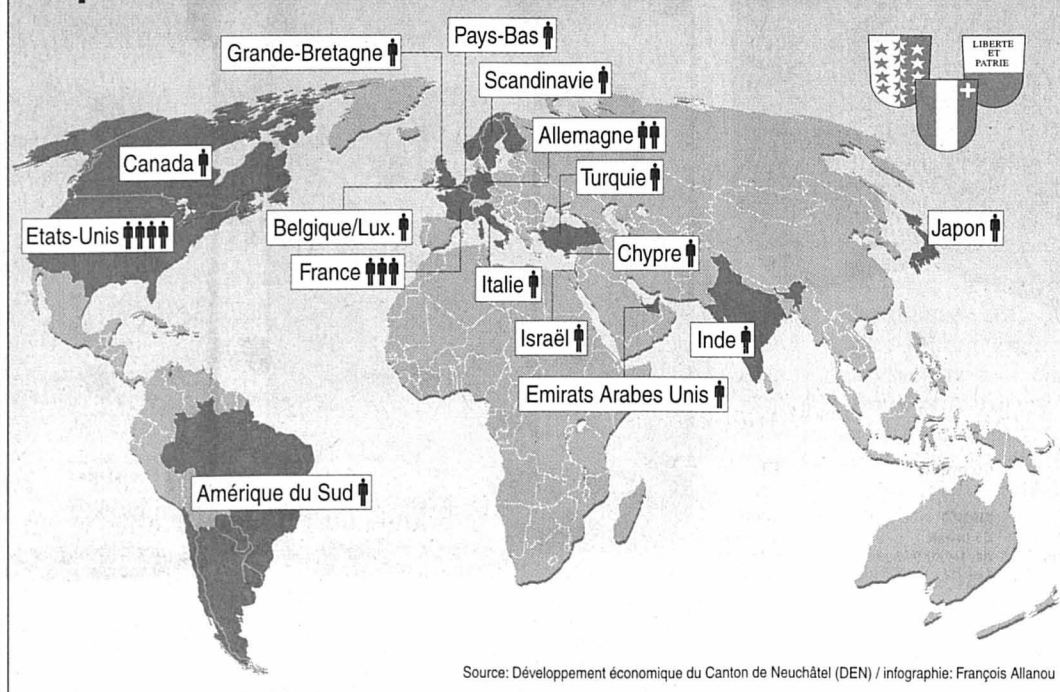 Grande-Bretagne
Pays-Bas
Scandinavie
LIBERTE
ET
PATRIE
Allemagne
Canada
Turquie
Etats-Unis
Belgique/Lux.
Japon
Chypre
France
Italie
Israël
Inde
Emirats Arabes Unis
Amérique du Sud
Source: Développement économique du Canton de Neuchâtel (DEN) / infographie: François Allanou